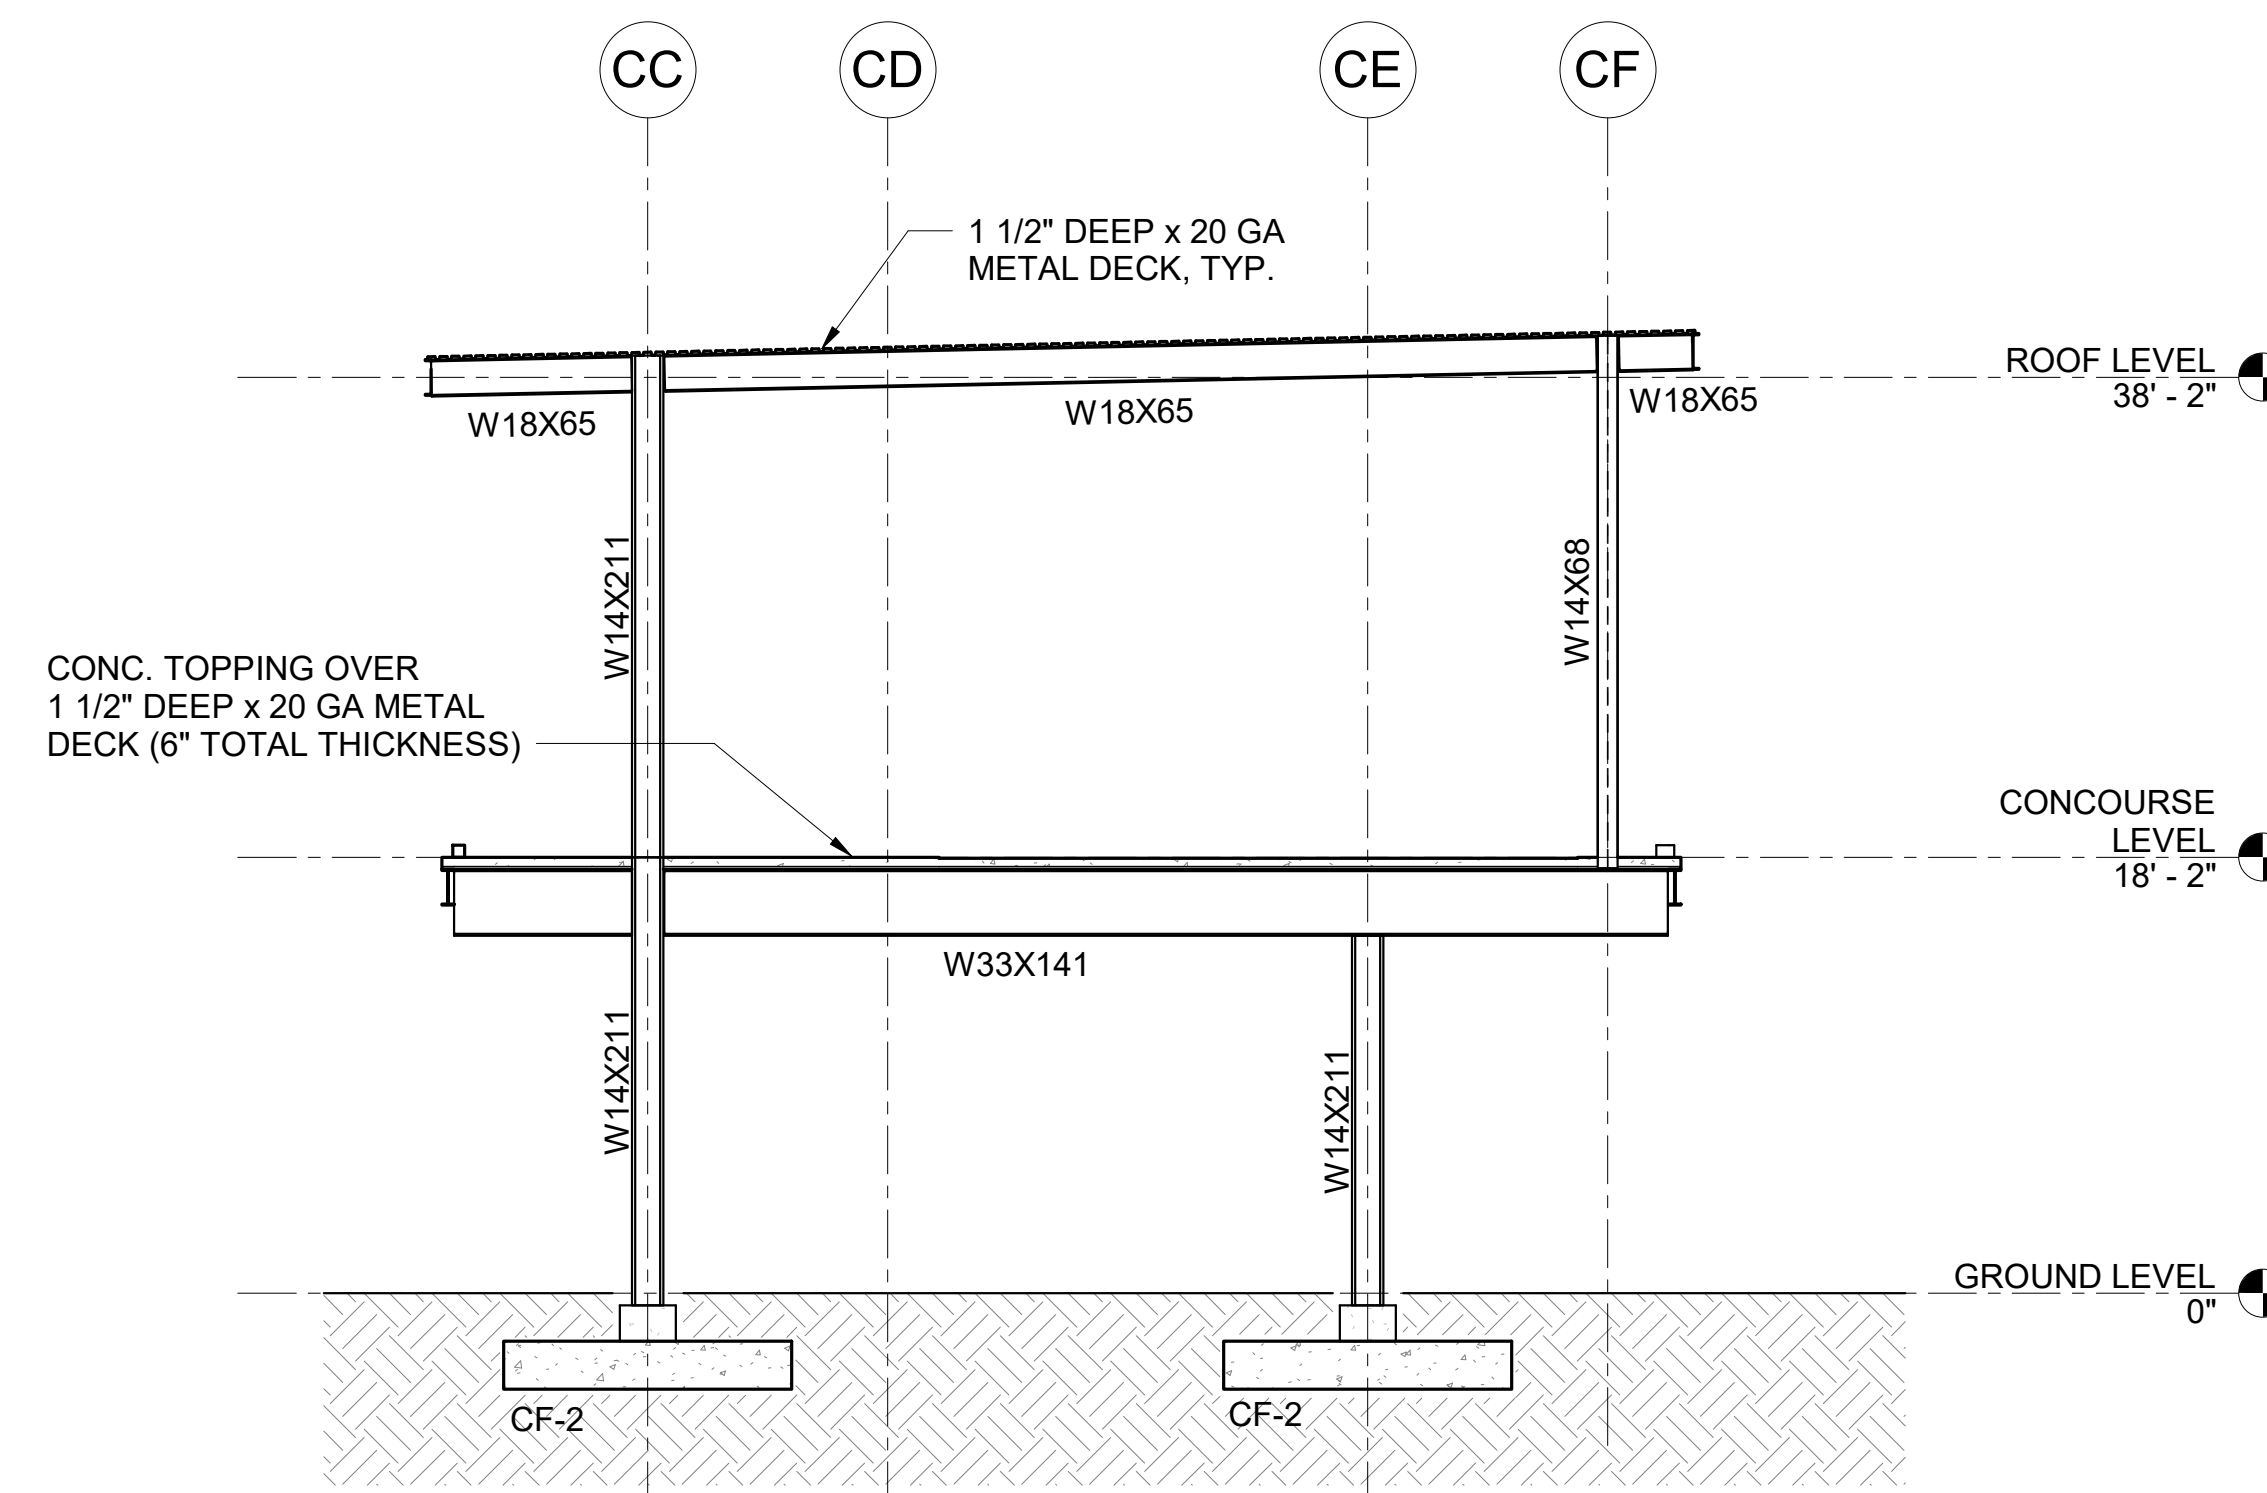 CC
CD
CE
CF
1 1/2" DEEP x 20 GA
METAL DECK, TYP.
ROOF LEVEL
38' - 2"
W18X65
W18X65
W18X65
W14X211
W14X68
CONC. TOPPING OVER
1 1/2" DEEP x 20 GA METAL
DECK (6" TOTAL THICKNESS)
CONCOURSE
LEVEL
18' - 2"
W33X141
W14X211
W14X211
GROUND LEVEL
0"
CF-2
CF-2